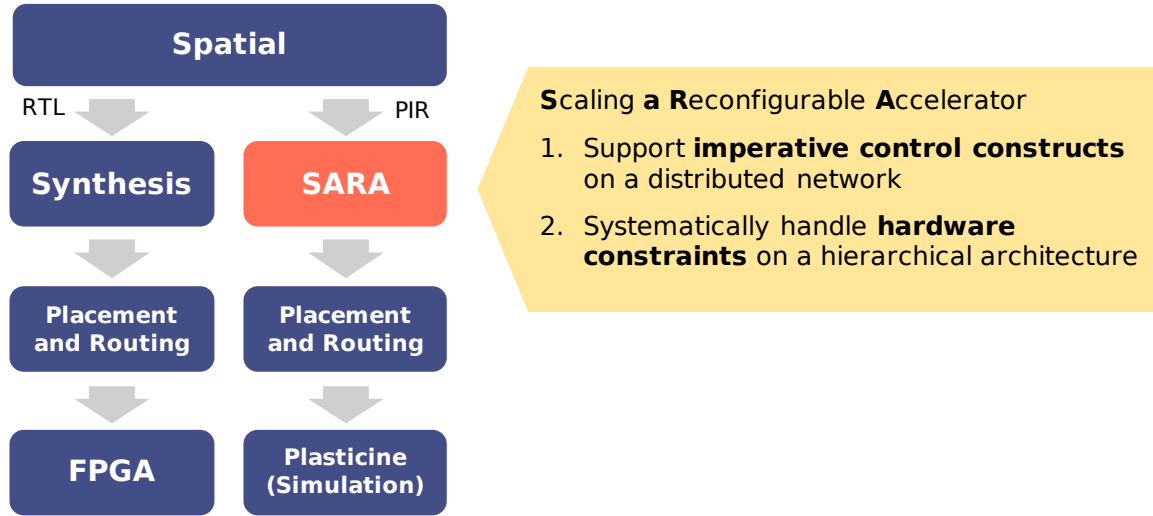 Spatial
RTL
PIR
Synthesis
SARA
Placement
and Routing
Placement
and Routing
FPGA
Plasticine
(Simulation)
Scaling a Reconfigurable Accelerator
1. Support imperative control constructs
on a distributed network
2. Systematically handle hardware
constraints on a hierarchical architecture